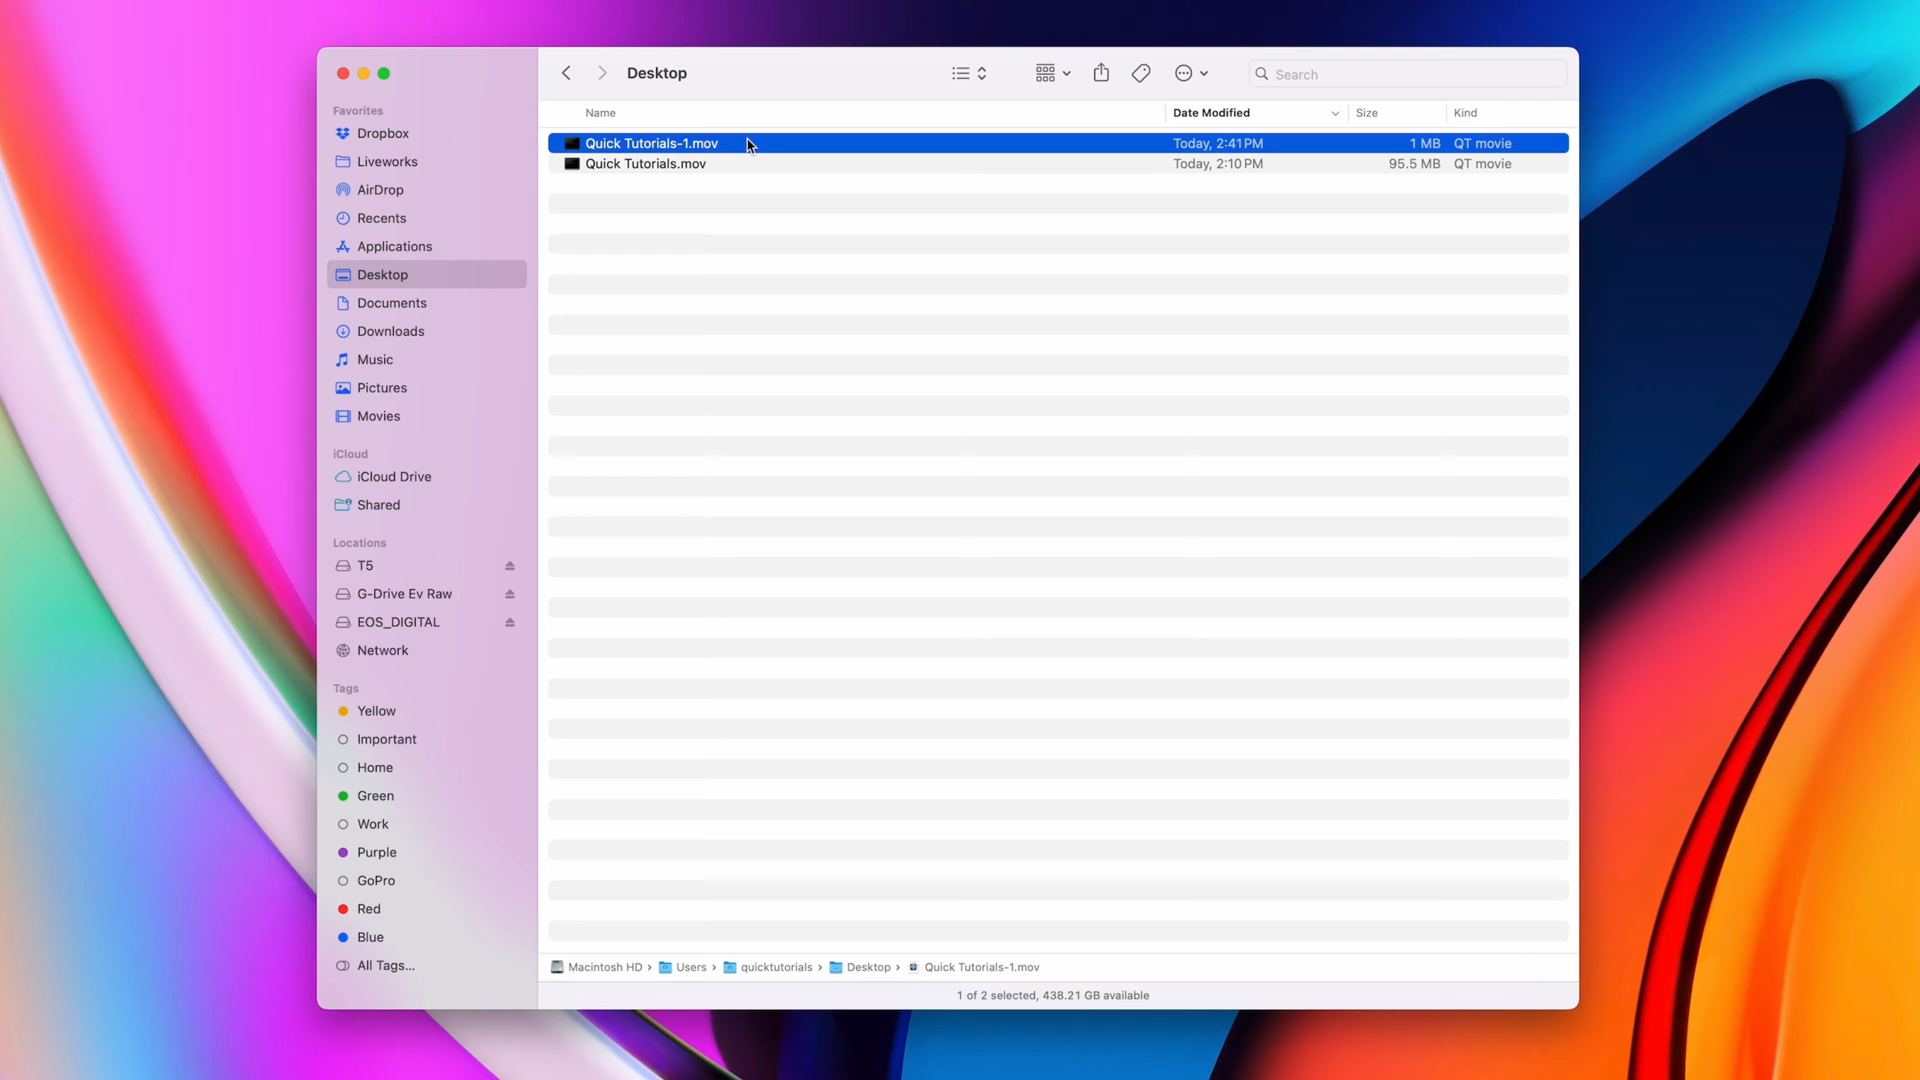 Desktop
Search
Favorites
Dropbox
Liveworks
AirDrop
Recents
Applications
Desktop
Documents
Downloads
Music
Pictures
Movies
iCloud
iCloud Drive
Shared
Locations
T5
G-Drive Ev Raw
EOS_DIGITAL
Network
Tags
Yellow
Important
Home
Green
Work
Purple
GoPro
Red
Blue
All Tags...
Name Date Modified Size Kind
Quick Tutorials-1.mov Today, 2:41 PM 1 MB QT movie
Quick Tutorials.mov Today, 2:10 PM 95.5 MB QT movie
Macintosh HD › Users › quicktutorials › Desktop › Quick Tutorials-1.mov
1 of 2 selected, 438.21 GB available